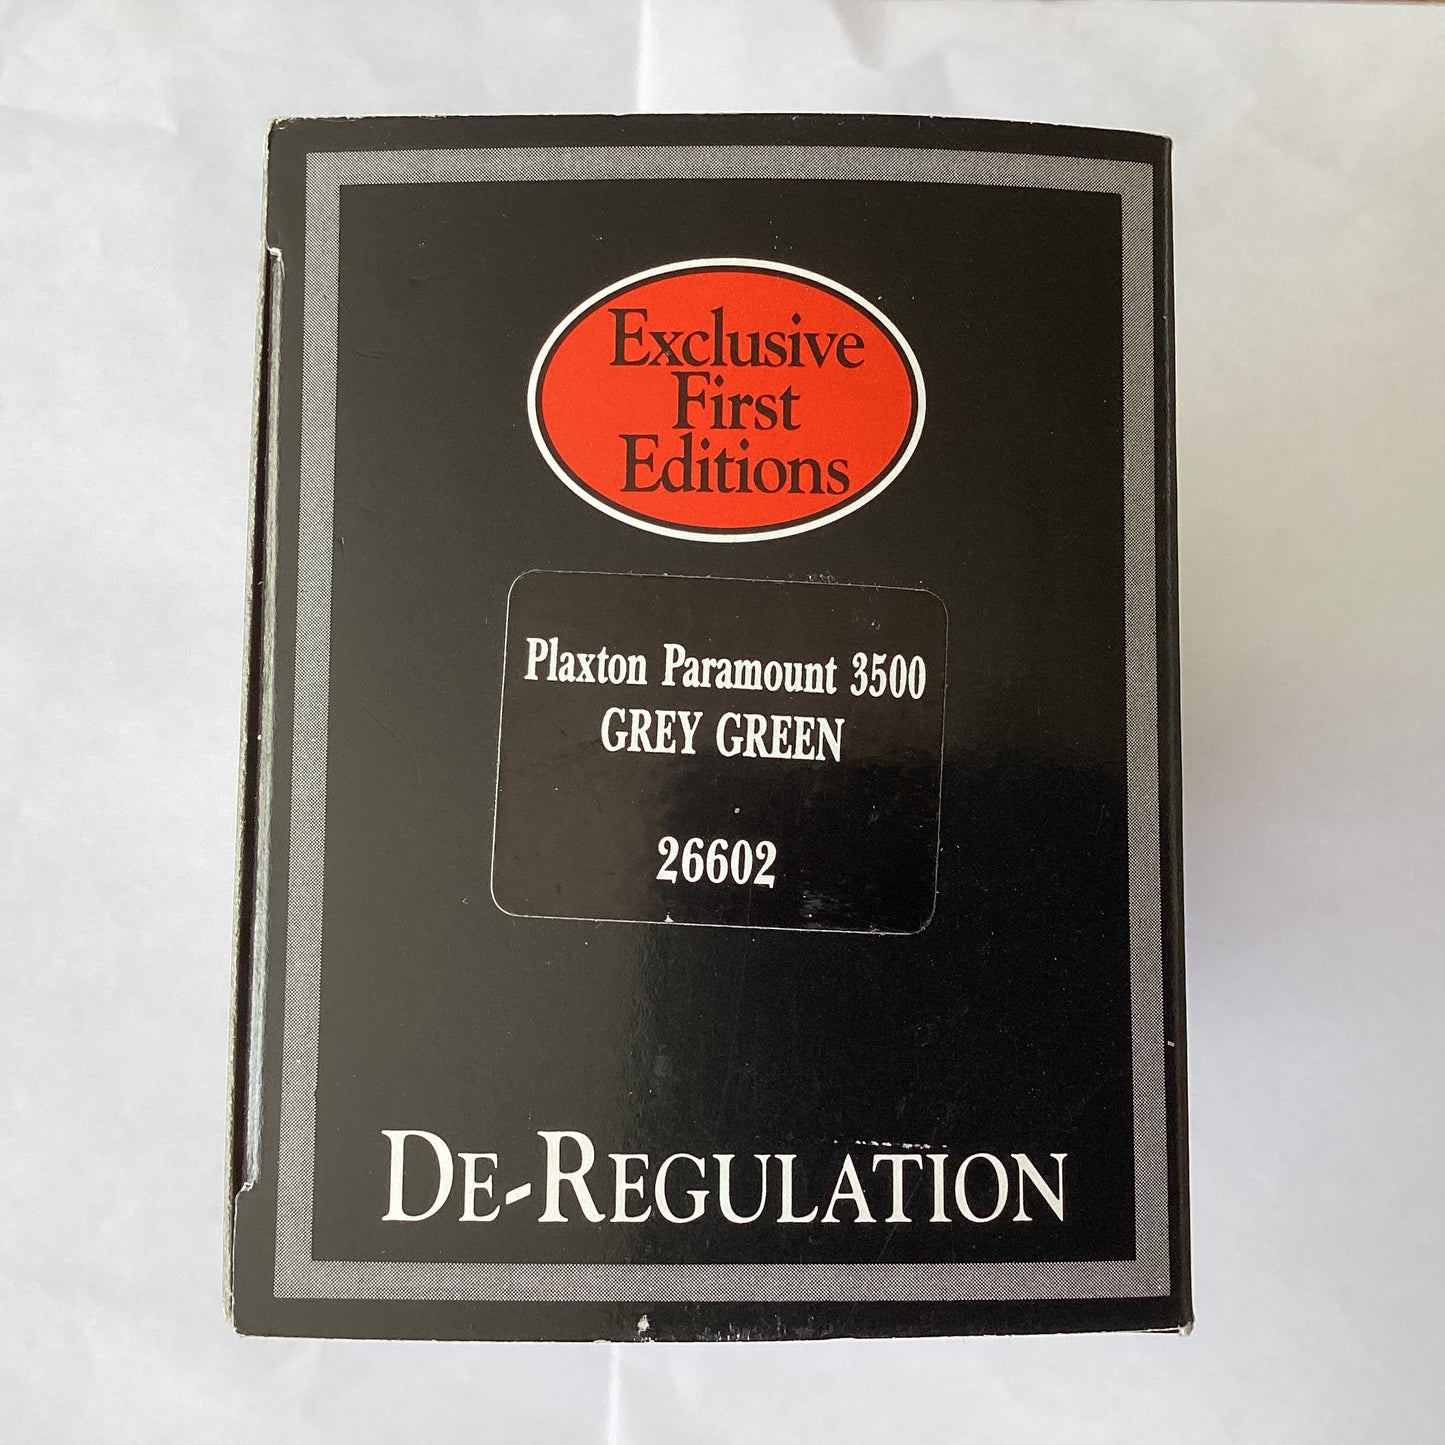 Exclusive
First
Editions
Plaxton Paramount 3500
GREY GREEN
26602
DE-REGULATION